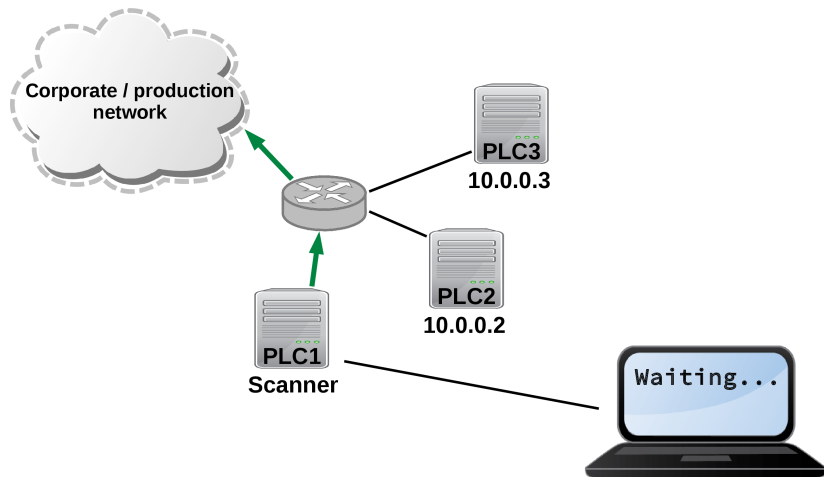 Corporate / production
network
PLC3
10.0.0.3
PLC2
10.0.0.2
PLC1
Scanner
Waiting...